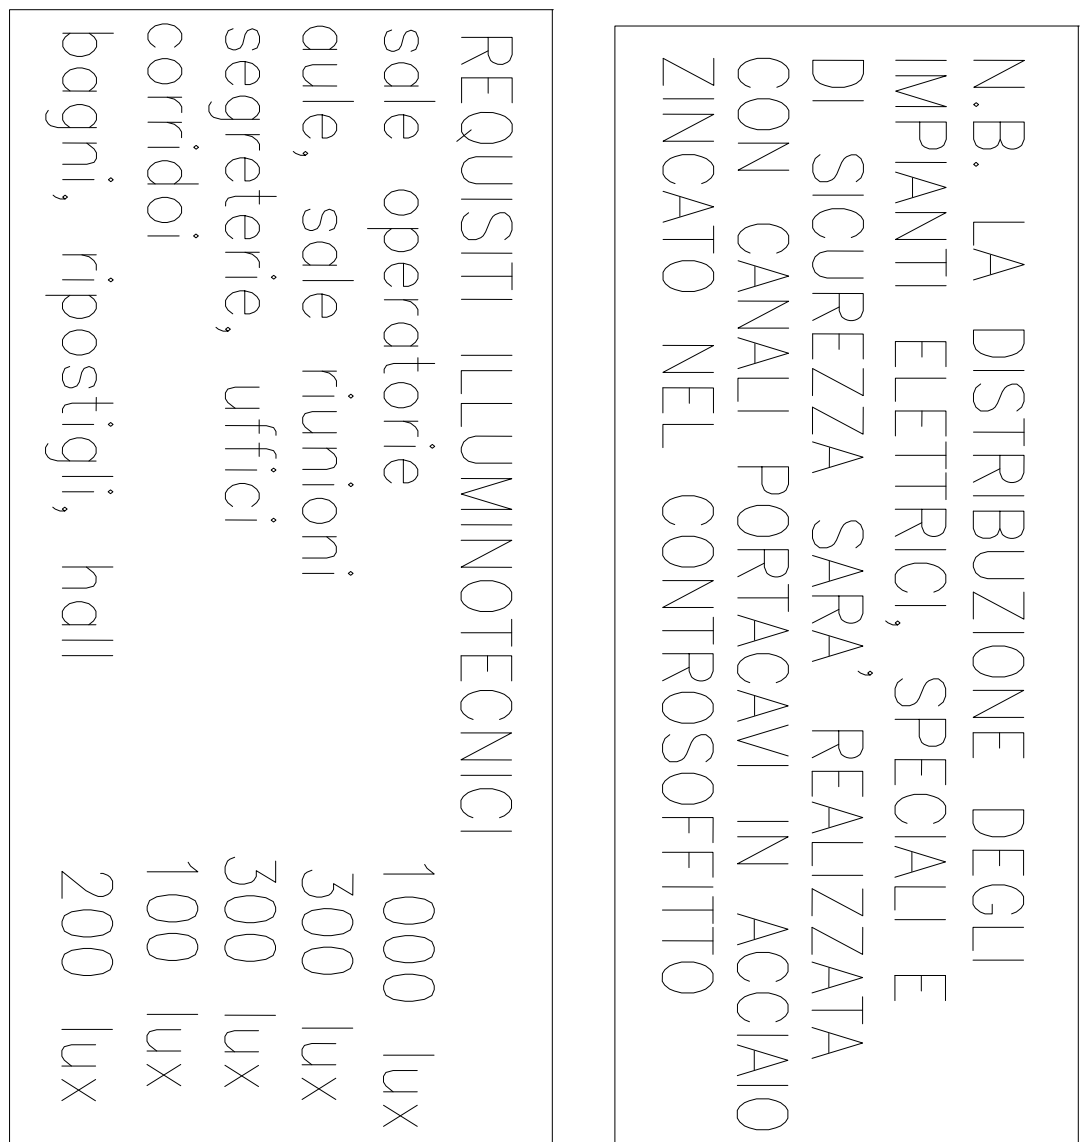 N.B. LA DISTRIBUZIONE DEGLI
IMPIANTI ELETTRICI, SPECIALI E
DI SICUREZZA SARA' REALIZZATA
CON CANALI PORTACAVI IN ACCIAIO
ZINCATO NEL CONTROSOFFITTO
REQUISITI ILLUMINOTECNICI
sale operatorie 1000 lux
aule, sale riunioni 300 lux
segreterie, uffici 300 lux
corridoi 100 lux
bagni, ripostigli, hall 200 lux